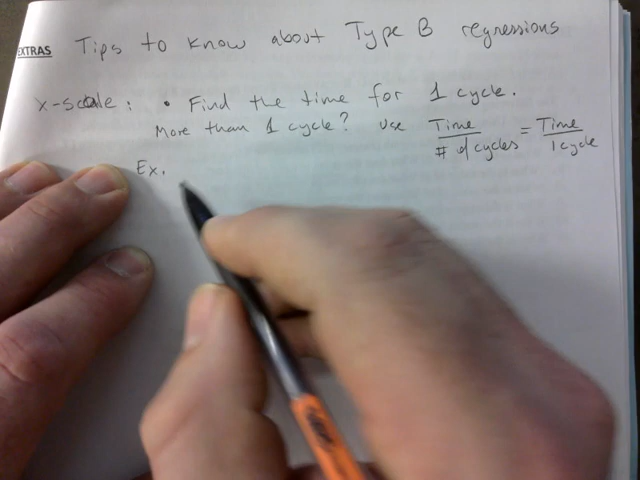 EXTRAS Tips to know about Type B regressions
x-scale: • Find the time for 1 cycle.
More than 1 cycle? use Time / # of cycles = Time / 1 cycle
Ex.